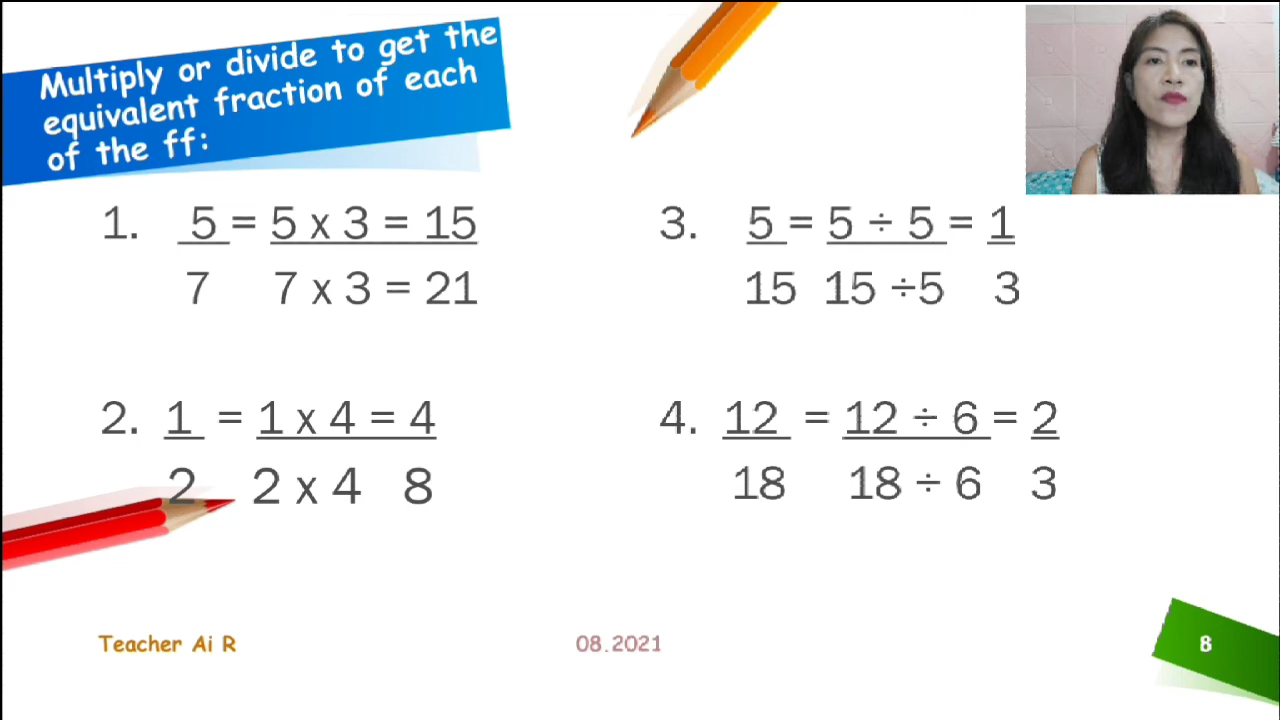 Multiply or divide to get the
equivalent fraction of each
of the ff:
1. 5 = 5 x 3 = 15
7 7 x 3 = 21
2. 1 = 1 x 4 = 4
2 2 x 4 8
3. 5 = 5 ÷ 5 = 1
15 15 ÷5 3
4. 12 = 12 ÷ 6 = 2
18 18 ÷ 6 3
Teacher Ai R
08.2021
8